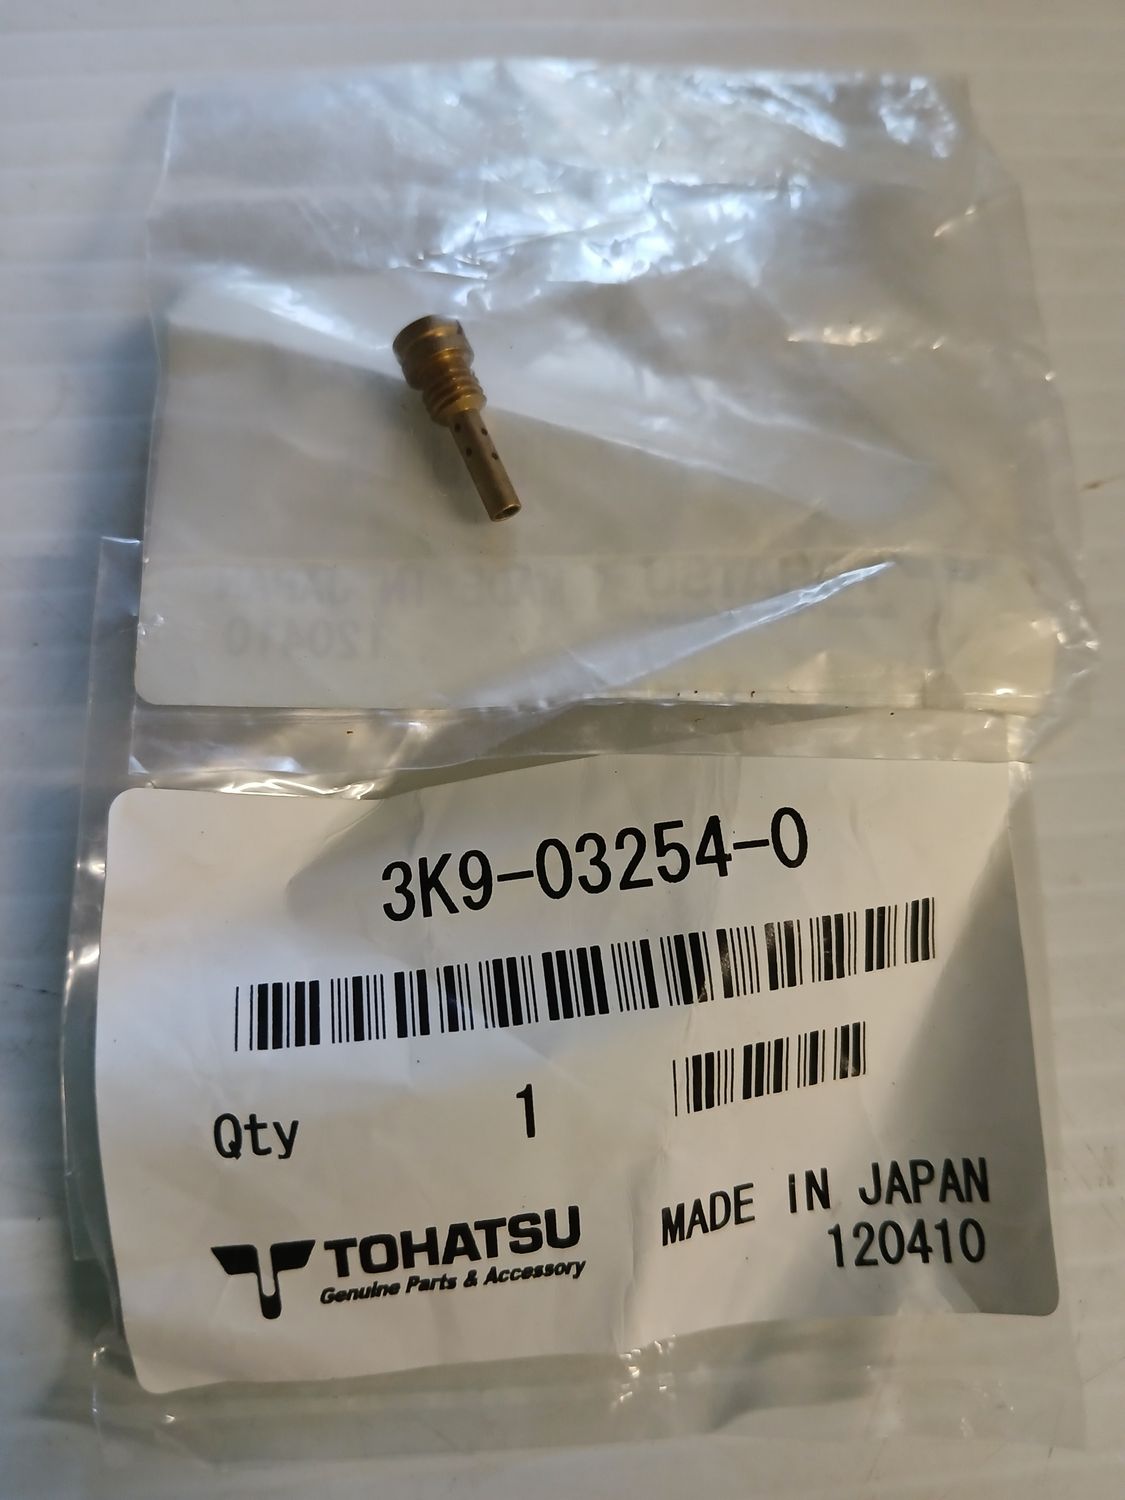 3K9-03254-0
Qty 1
TOHATSU
Genuine Parts & Accessory
MADE IN JAPAN
120410